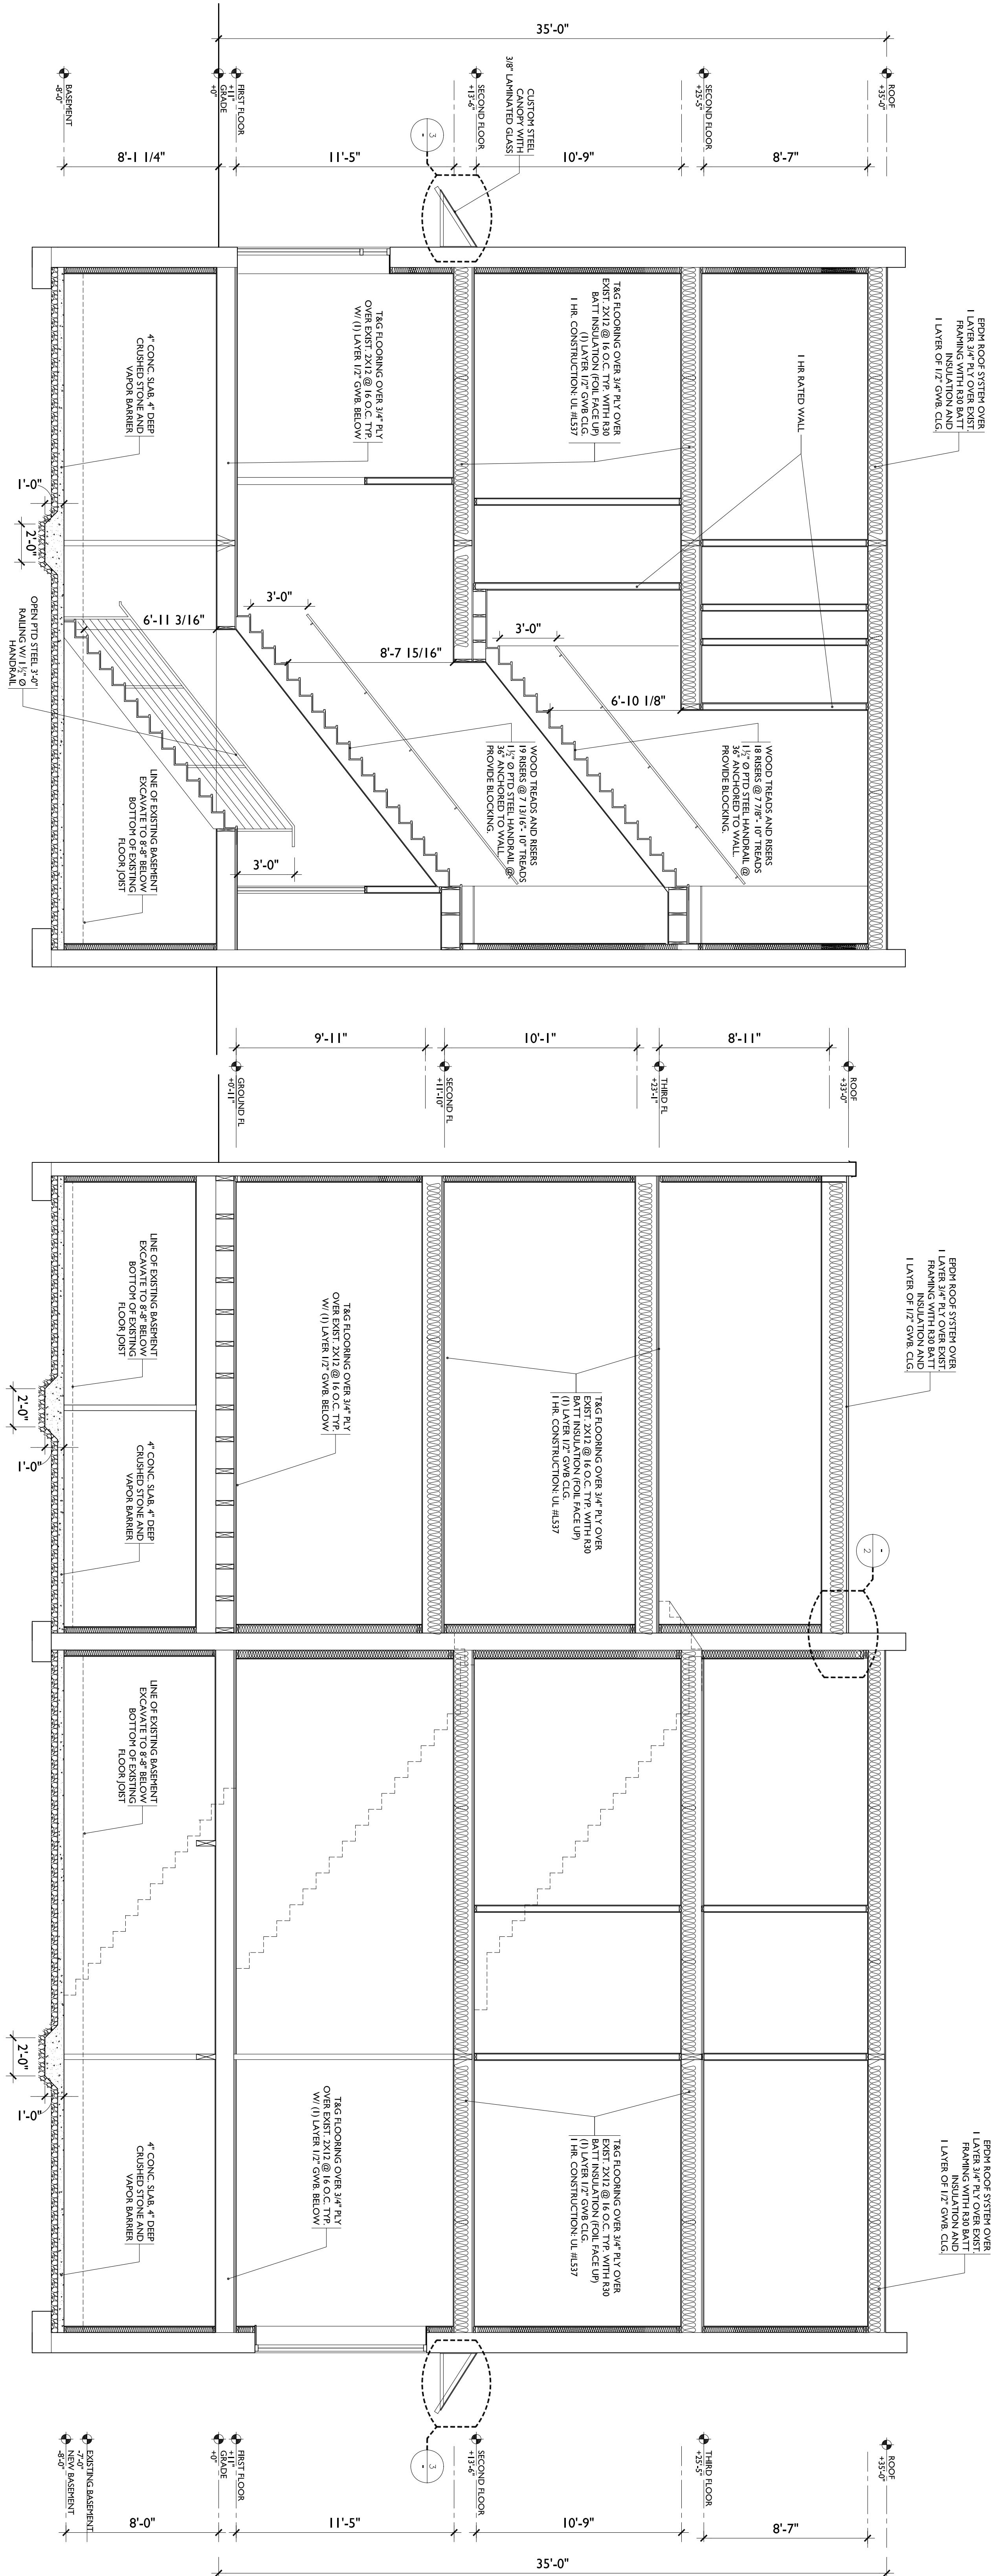 35'-0"
ROOF
+35'-0"
SECOND FLOOR
+25'-5"
SECOND FLOOR
+13'-6"
FIRST FLOOR
+11"
GRADE
+0"
BASEMENT
-8'-0"
8'-7"
10'-9"
11'-5"
8'-1 1/4"
CUSTOM STEEL
CANOPY WITH
3/8" LAMINATED GLASS
3
-
EPDM ROOF SYSTEM OVER
1 LAYER 3/4" PLY OVER EXIST.
FRAMING WITH R30 BATT
INSULATION AND
1 LAYER OF 1/2" GWB. CLG.
1 HR RATED WALL
T&G FLOORING OVER 3/4" PLY OVER
EXIST. 2X12 @ 16 O.C. TYP. WITH R30
BATT INSULATION (FOIL FACE UP)
(1) LAYER 1/2" GWB CLG.
1 HR. CONSTRUCTION: UL #L537
T&G FLOORING OVER 3/4" PLY
OVER EXIST. 2X12 @ 16 O.C. TYP.
W/ (1) LAYER 1/2" GWB. BELOW
4" CONC. SLAB. 4" DEEP
CRUSHED STONE AND
VAPOR BARRIER
1'-0"
2'-0"
3'-0"
3'-0"
6'-11 3/16"
8'-7 15/16"
6'-10 1/8"
OPEN PTD STEEL 3'-0"
RAILING W/ 1 ½" Ø
HANDRAIL
WOOD TREADS AND RISERS
18 RISERS @ 7 7/8"- 10" TREADS
1 ½" Ø PTD STEEL HANDRAIL @
36" ANCHORED TO WALL.
PROVIDE BLOCKING.
WOOD TREADS AND RISERS
19 RISERS @ 7 13/16"- 10" TREADS
1 ½" Ø PTD STEEL HANDRAIL @
36" ANCHORED TO WALL.
PROVIDE BLOCKING.
LINE OF EXISTING BASEMENT
EXCAVATE TO 8'-8" BELOW
BOTTOM OF EXISTING
FLOOR JOIST
3'-0"
8'-11"
10'-1"
9'-11"
ROOF
+33'-0"
THIRD FL
+23'-1"
SECOND FL
+11'-10"
GROUND FL
+0'-11"
EPDM ROOF SYSTEM OVER
1 LAYER 3/4" PLY OVER EXIST.
FRAMING WITH R30 BATT
INSULATION AND
1 LAYER OF 1/2" GWB. CLG.
LINE OF EXISTING BASEMENT
EXCAVATE TO 8'-8" BELOW
BOTTOM OF EXISTING
FLOOR JOIST
T&G FLOORING OVER 3/4" PLY
OVER EXIST. 2X12 @ 16 O.C. TYP.
W/ (1) LAYER 1/2" GWB. BELOW
T&G FLOORING OVER 3/4" PLY OVER
EXIST. 2X12 @ 16 O.C. TYP. WITH R30
BATT INSULATION (FOIL FACE UP)
(1) LAYER 1/2" GWB CLG.
1 HR. CONSTRUCTION: UL #L537
2'-0"
1'-0"
4" CONC. SLAB. 4" DEEP
CRUSHED STONE AND
VAPOR BARRIER
-
2
LINE OF EXISTING BASEMENT
EXCAVATE TO 8'-8" BELOW
BOTTOM OF EXISTING
FLOOR JOIST
2'-0"
1'-0"
T&G FLOORING OVER 3/4" PLY
OVER EXIST. 2X12 @ 16 O.C. TYP.
W/ (1) LAYER 1/2" GWB. BELOW
T&G FLOORING OVER 3/4" PLY OVER
EXIST. 2X12 @ 16 O.C. TYP. WITH R30
BATT INSULATION (FOIL FACE UP)
(1) LAYER 1/2" GWB CLG.
1 HR. CONSTRUCTION: UL #L537
EPDM ROOF SYSTEM OVER
1 LAYER 3/4" PLY OVER EXIST.
FRAMING WITH R30 BATT
INSULATION AND
1 LAYER OF 1/2" GWB. CLG.
4" CONC. SLAB. 4" DEEP
CRUSHED STONE AND
VAPOR BARRIER
3
-
ROOF
+35'-0"
THIRD FLOOR
+25'-5"
SECOND FLOOR
+13'-6"
FIRST FLOOR
+11"
GRADE
+0"
EXISTING BASEMENT
-7'-0"
NEW BASEMENT
-8'-0"
8'-7"
10'-9"
11'-5"
8'-0"
35'-0"